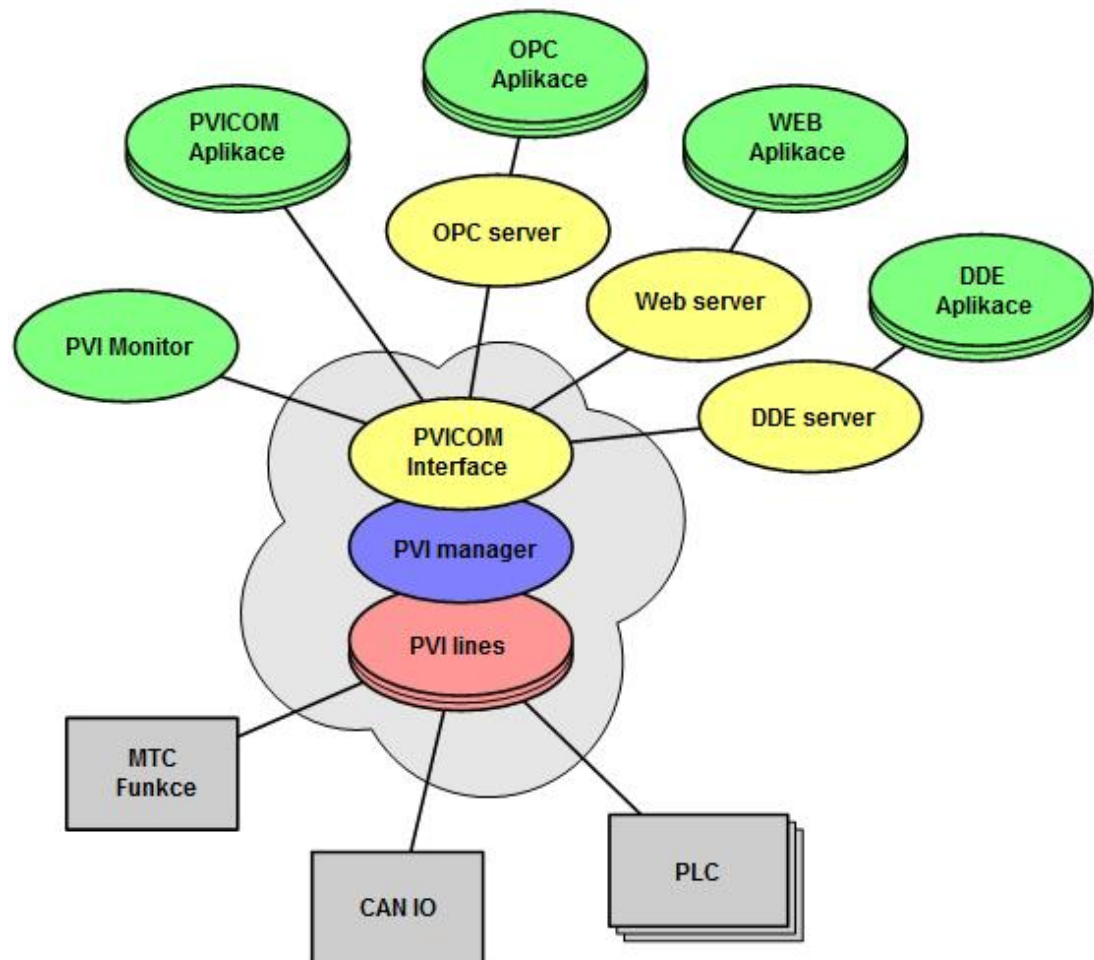 OPC
Aplikace
PVICOM
Aplikace
WEB
Aplikace
OPC server
DDE
Aplikace
Web server
PVI Monitor
DDE server
PVICOM
Interface
PVI manager
PVI lines
MTC
Funkce
CAN IO
PLC